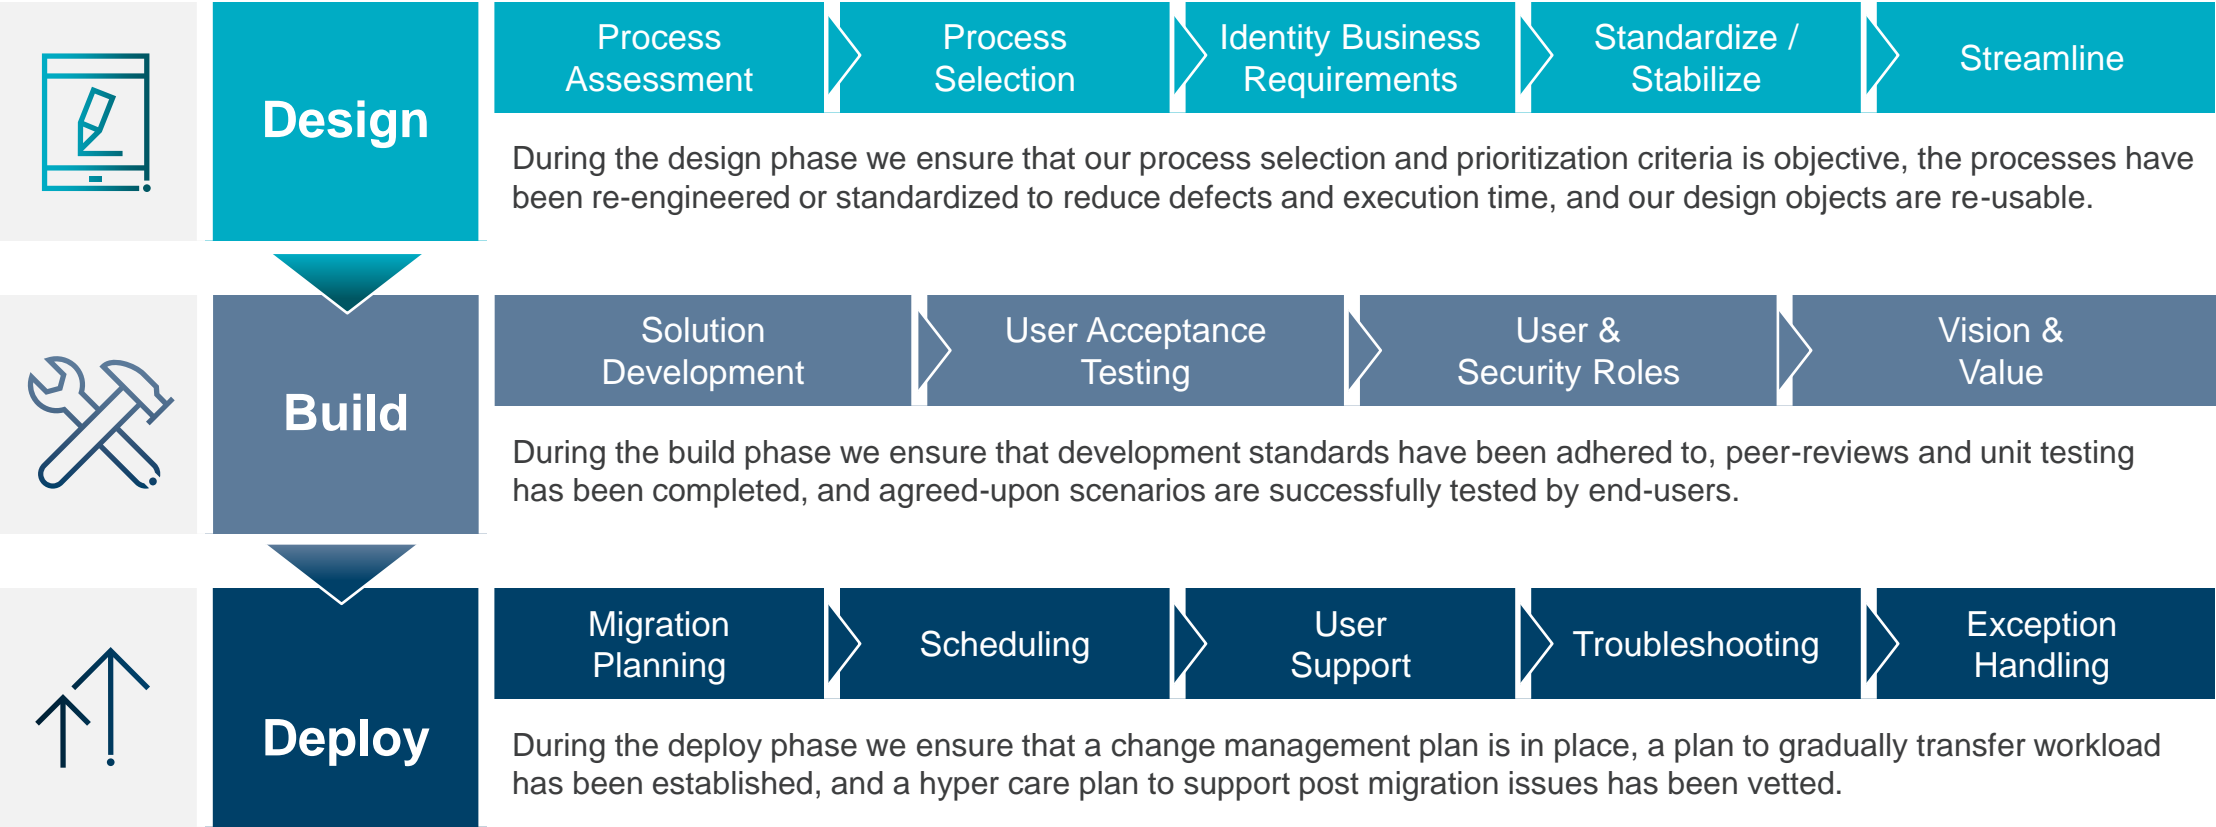 Design
Process
Assessment
Process
Selection
Identity Business
Requirements
Standardize /
Stabilize
Streamline
During the design phase we ensure that our process selection and prioritization criteria is objective, the processes have
been re-engineered or standardized to reduce defects and execution time, and our design objects are re-usable.
Build
Solution
Development
User Acceptance
Testing
User &
Security Roles
Vision &
Value
During the build phase we ensure that development standards have been adhered to, peer-reviews and unit testing
has been completed, and agreed-upon scenarios are successfully tested by end-users.
Deploy
Migration
Planning
Scheduling
User
Support
Troubleshooting
Exception
Handling
During the deploy phase we ensure that a change management plan is in place, a plan to gradually transfer workload
has been established, and a hyper care plan to support post migration issues has been vetted.